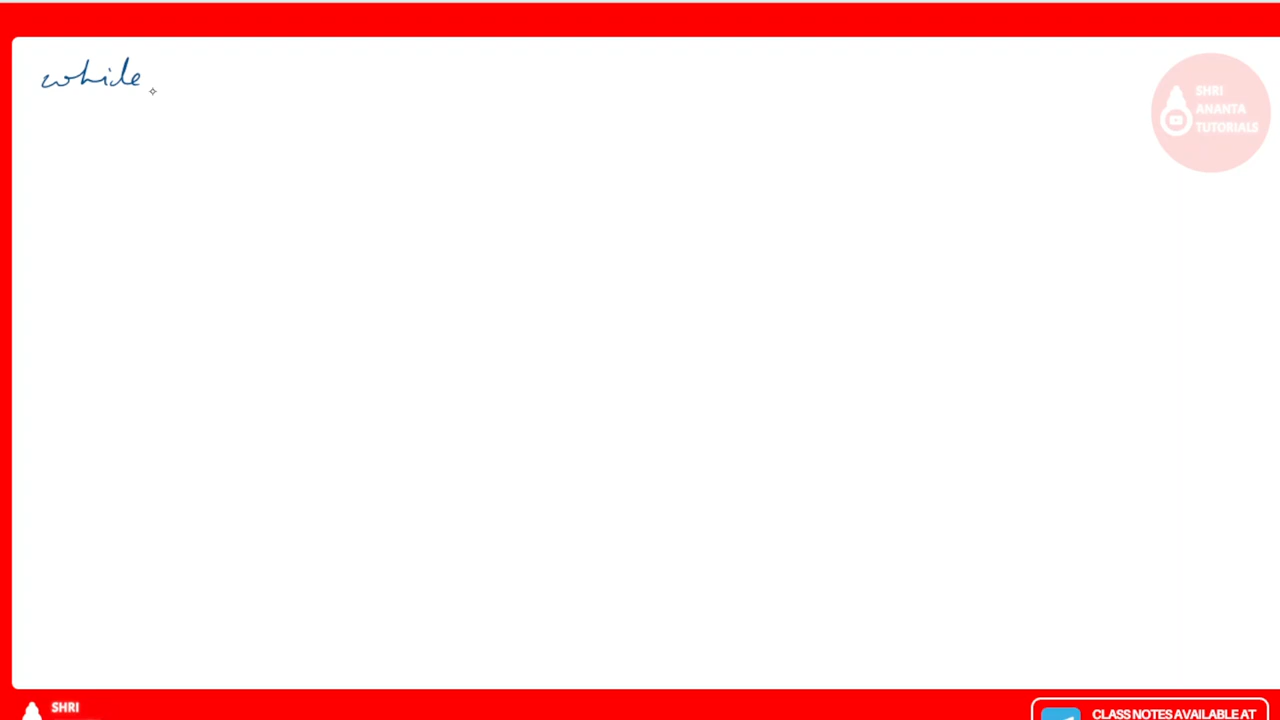 while
SHRI
ANANTA
TUTORIALS
SHRI
CLASS NOTES AVAILABLE AT